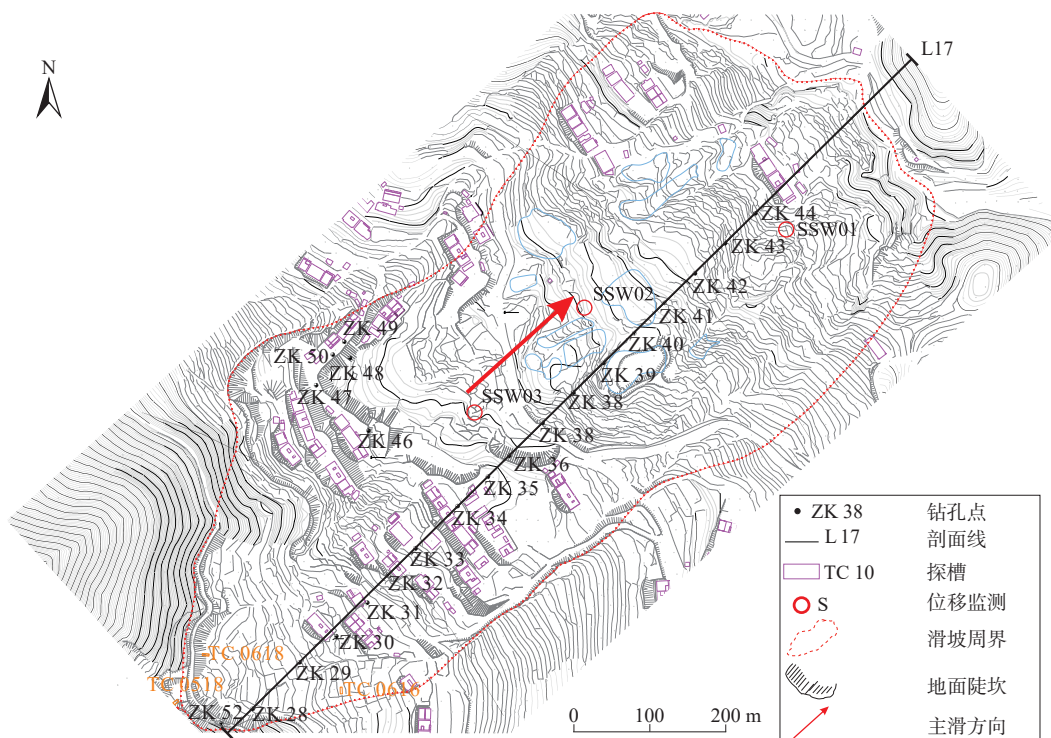 L17
N
ZK 44
SSW01
ZK 43
ZK 42
SSW02
ZK 41
ZK 49
ZK 40
ZK 50
ZK 48
ZK 39
ZK 47
SSW03
ZK 38
ZK 46
ZK 38
ZK 36
ZK 35
ZK 34
ZK 33
ZK 32
ZK 31
ZK 30
TC 0618
ZK 29
TC 0518
TC 0616
ZK 52
ZK 28
0 100 200 m
ZK 38 钻孔点
L 17 剖面线
TC 10 探槽
S 位移监测
滑坡周界
地面陡坎
主滑方向